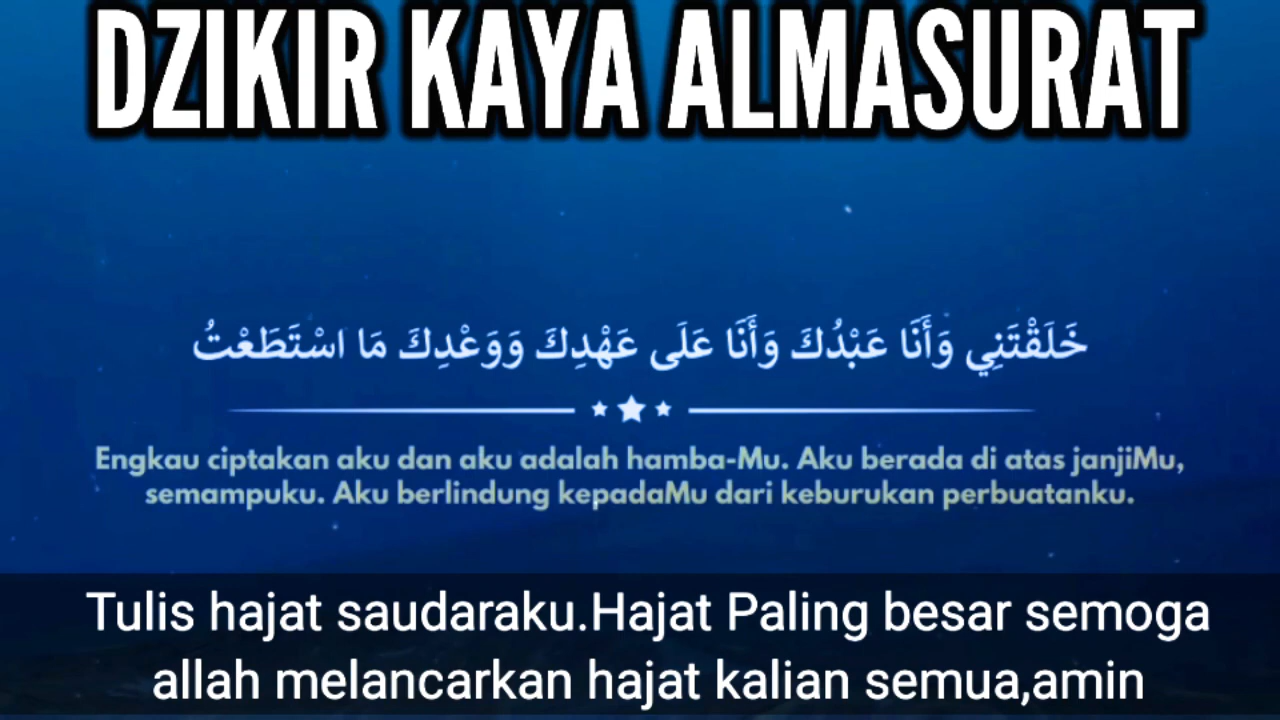 DZIKIR KAYA ALMASURAT
خَلَقْتَنِي وَأَنَا عَبْدُكَ وَأَنَا عَلَى عَهْدِكَ وَوَعْدِكَ مَا اسْتَطَعْتُ
Engkau ciptakan aku dan aku adalah hamba-Mu. Aku berada di atas janjiMu,
semampuku. Aku berlindung kepadaMu dari keburukan perbuatanku.
Tulis hajat saudaraku.Hajat Paling besar semoga
allah melancarkan hajat kalian semua,amin